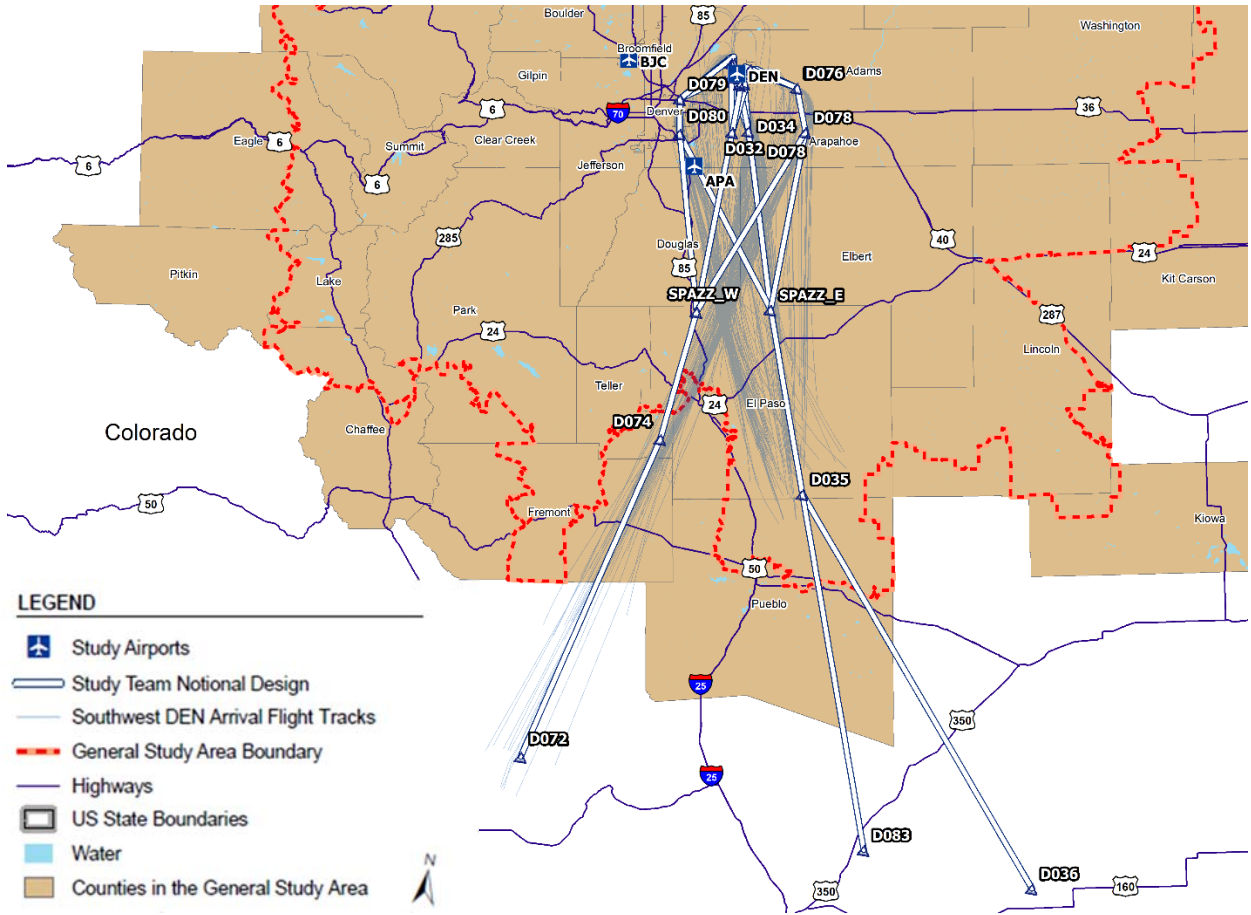 Boulder
85
Washington
Broomfield
BJC
Gilpin
DEN
D076
Adams
D079
6
70
Denver
D080
36
D078
6
Eagle
6
Summit
Clear Creek
D034
Arapahoe
D032
D078
6
Jefferson
6
APA
285
Douglas
85
40
24
Pitkin
Lake
Elbert
Kit Carson
SPAZZ_W
SPAZZ_E
Park
24
287
Lincoln
Teller
24
El Paso
D074
Colorado
Chaffee
D035
50
Fremont
Kiowa
50
Pueblo
LEGEND
Study Airports
Study Team Notional Design
Southwest DEN Arrival Flight Tracks
General Study Area Boundary
Highways
US State Boundaries
Water
Counties in the General Study Area
N
25
350
D072
25
D083
D036
350
160